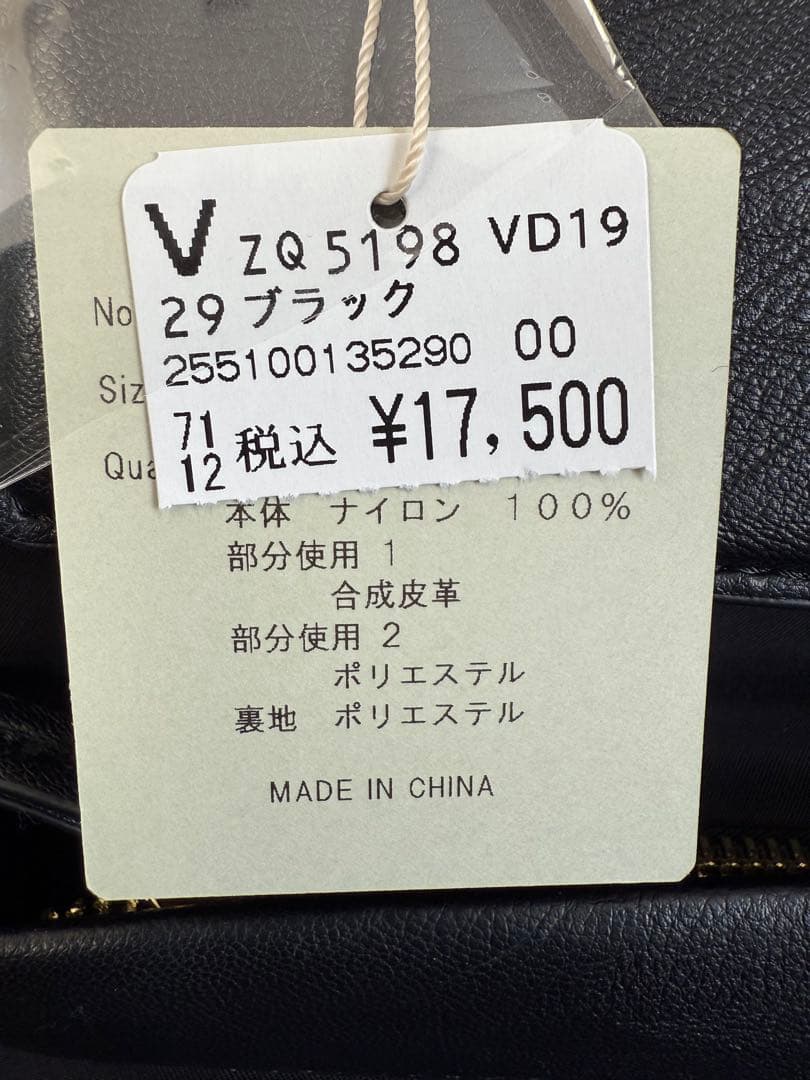 V ZQ 5198 VD19
No
29 ブラック
255100135290 00
Siz
71
12 税込 ¥17,500
Qua
本体 ナイロン 100%
部分使用 1
合成皮革
部分使用 2
ポリエステル
裏地 ポリエステル
MADE IN CHINA